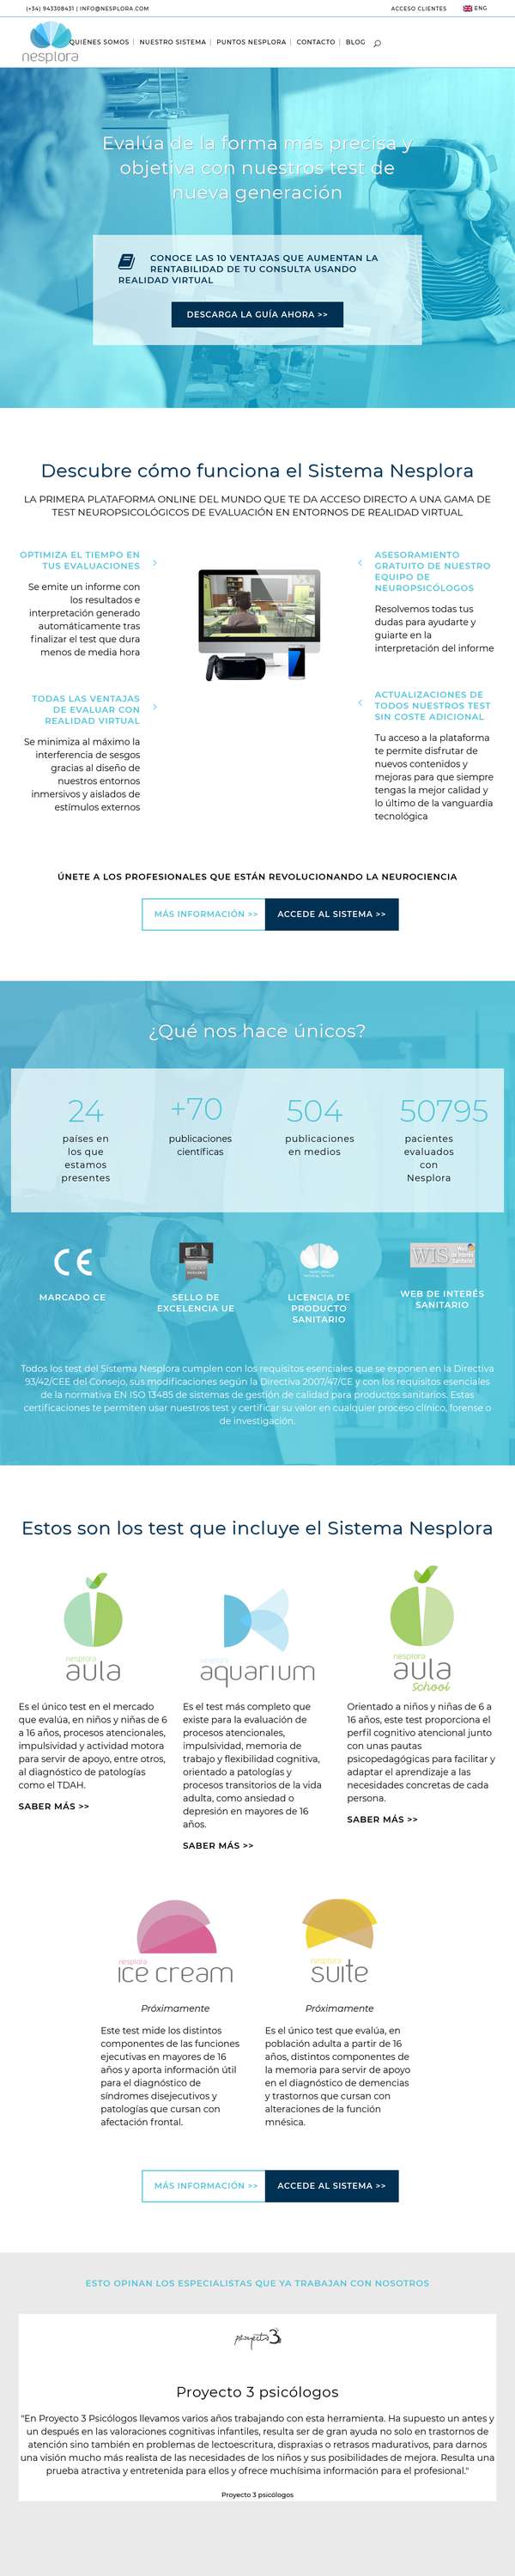 (+34) 943308431 | INFO@NESPLORA.COM
ACCESO CLIENTES
ENG
nesplora
QUIÉNES SOMOS | NUESTRO SISTEMA | PUNTOS NESPLORA | CONTACTO | BLOG
Evalúa de la forma más precisa y
objetiva con nuestros test de
nueva generación
CONOCE LAS 10 VENTAJAS QUE AUMENTAN LA
RENTABILIDAD DE TU CONSULTA USANDO
REALIDAD VIRTUAL
DESCARGA LA GUÍA AHORA >>
Descubre cómo funciona el Sistema Nesplora
LA PRIMERA PLATAFORMA ONLINE DEL MUNDO QUE TE DA ACCESO DIRECTO A UNA GAMA DE
TEST NEUROPSICOLÓGICOS DE EVALUACIÓN EN ENTORNOS DE REALIDAD VIRTUAL
OPTIMIZA EL TIEMPO EN
TUS EVALUACIONES
Se emite un informe con
los resultados e
interpretación generado
automáticamente tras
finalizar el test que dura
menos de media hora
TODAS LAS VENTAJAS
DE EVALUAR CON
REALIDAD VIRTUAL
Se minimiza al máximo la
interferencia de sesgos
gracias al diseño de
nuestros entornos
inmersivos y aislados de
estímulos externos
ASESORAMIENTO
GRATUITO DE NUESTRO
EQUIPO DE
NEUROPSICÓLOGOS
Resolvemos todas tus
dudas para ayudarte y
guiarte en la
interpretación del informe
ACTUALIZACIONES DE
TODOS NUESTROS TEST
SIN COSTE ADICIONAL
Tu acceso a la plataforma
te permite disfrutar de
nuevos contenidos y
mejoras para que siempre
tengas la mejor calidad y
lo último de la vanguardia
tecnológica
ÚNETE A LOS PROFESIONALES QUE ESTÁN REVOLUCIONANDO LA NEUROCIENCIA
MÁS INFORMACIÓN >>
ACCEDE AL SISTEMA >>
¿Qué nos hace únicos?
24
países en
los que
estamos
presentes
+70
publicaciones
científicas
504
publicaciones
en medios
50795
pacientes
evaluados
con
Nesplora
CE
MARCADO CE
SELLO DE
EXCELENCIA UE
LICENCIA DE
PRODUCTO
SANITARIO
WIS
Web
de Interés
Sanitario
WEB DE INTERÉS
SANITARIO
Todos los test del Sistema Nesplora cumplen con los requisitos esenciales que se exponen en la Directiva
93/42/CEE del Consejo, sus modificaciones según la Directiva 2007/47/CE y con los requisitos esenciales
de la normativa EN ISO 13485 de sistemas de gestión de calidad para productos sanitarios. Estas
certificaciones te permiten usar nuestros test y certificar su valor en cualquier proceso clínico, forense o
de investigación.
Estos son los test que incluye el Sistema Nesplora
nesplora
aula
Es el único test en el mercado
que evalúa, en niños y niñas de 6
a 16 años, procesos atencionales,
impulsividad y actividad motora
para servir de apoyo, entre otros,
al diagnóstico de patologías
como el TDAH.
SABER MÁS >>
nesplora
aquarium
Es el test más completo que
existe para la evaluación de
procesos atencionales,
impulsividad, memoria de
trabajo y flexibilidad cognitiva,
orientado a patologías y
procesos transitorios de la vida
adulta, como ansiedad o
depresión en mayores de 16
años.
SABER MÁS >>
nesplora
aula
School
Orientado a niños y niñas de 6 a
16 años, este test proporciona el
perfil cognitivo atencional junto
con unas pautas
psicopedagógicas para facilitar y
adaptar el aprendizaje a las
necesidades concretas de cada
persona.
SABER MÁS >>
nesplora
ice cream
Próximamente
Este test mide los distintos
componentes de las funciones
ejecutivas en mayores de 16
años y aporta información útil
para el diagnóstico de
síndromes disejecutivos y
patologías que cursan con
afectación frontal.
nesplora
suite
Próximamente
Es el único test que evalúa, en
población adulta a partir de 16
años, distintos componentes de
la memoria para servir de apoyo
en el diagnóstico de demencias
y trastornos que cursan con
alteraciones de la función
mnésica.
MÁS INFORMACIÓN >>
ACCEDE AL SISTEMA >>
ESTO OPINAN LOS ESPECIALISTAS QUE YA TRABAJAN CON NOSOTROS
proyecto3
Proyecto 3 psicólogos
"En Proyecto 3 Psicólogos llevamos varios años trabajando con esta herramienta. Ha supuesto un antes y
un después en las valoraciones cognitivas infantiles, resulta ser de gran ayuda no solo en trastornos de
atención sino también en problemas de lectoescritura, dispraxias o retrasos madurativos, para darnos
una visión mucho más realista de las necesidades de los niños y sus posibilidades de mejora. Resulta una
prueba atractiva y entretenida para ellos y ofrece muchísima información para el profesional."
Proyecto 3 psicólogos